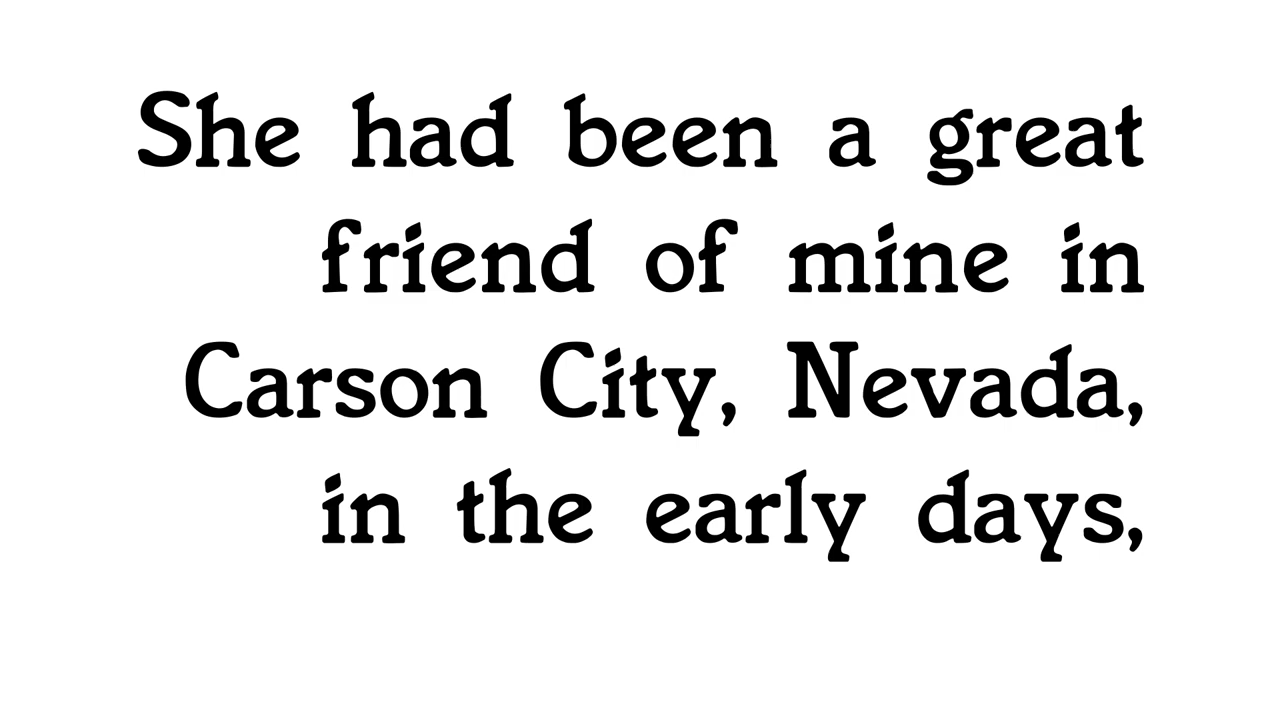 She had been a great
friend of mine in
Carson City, Nevada,
in the early days,